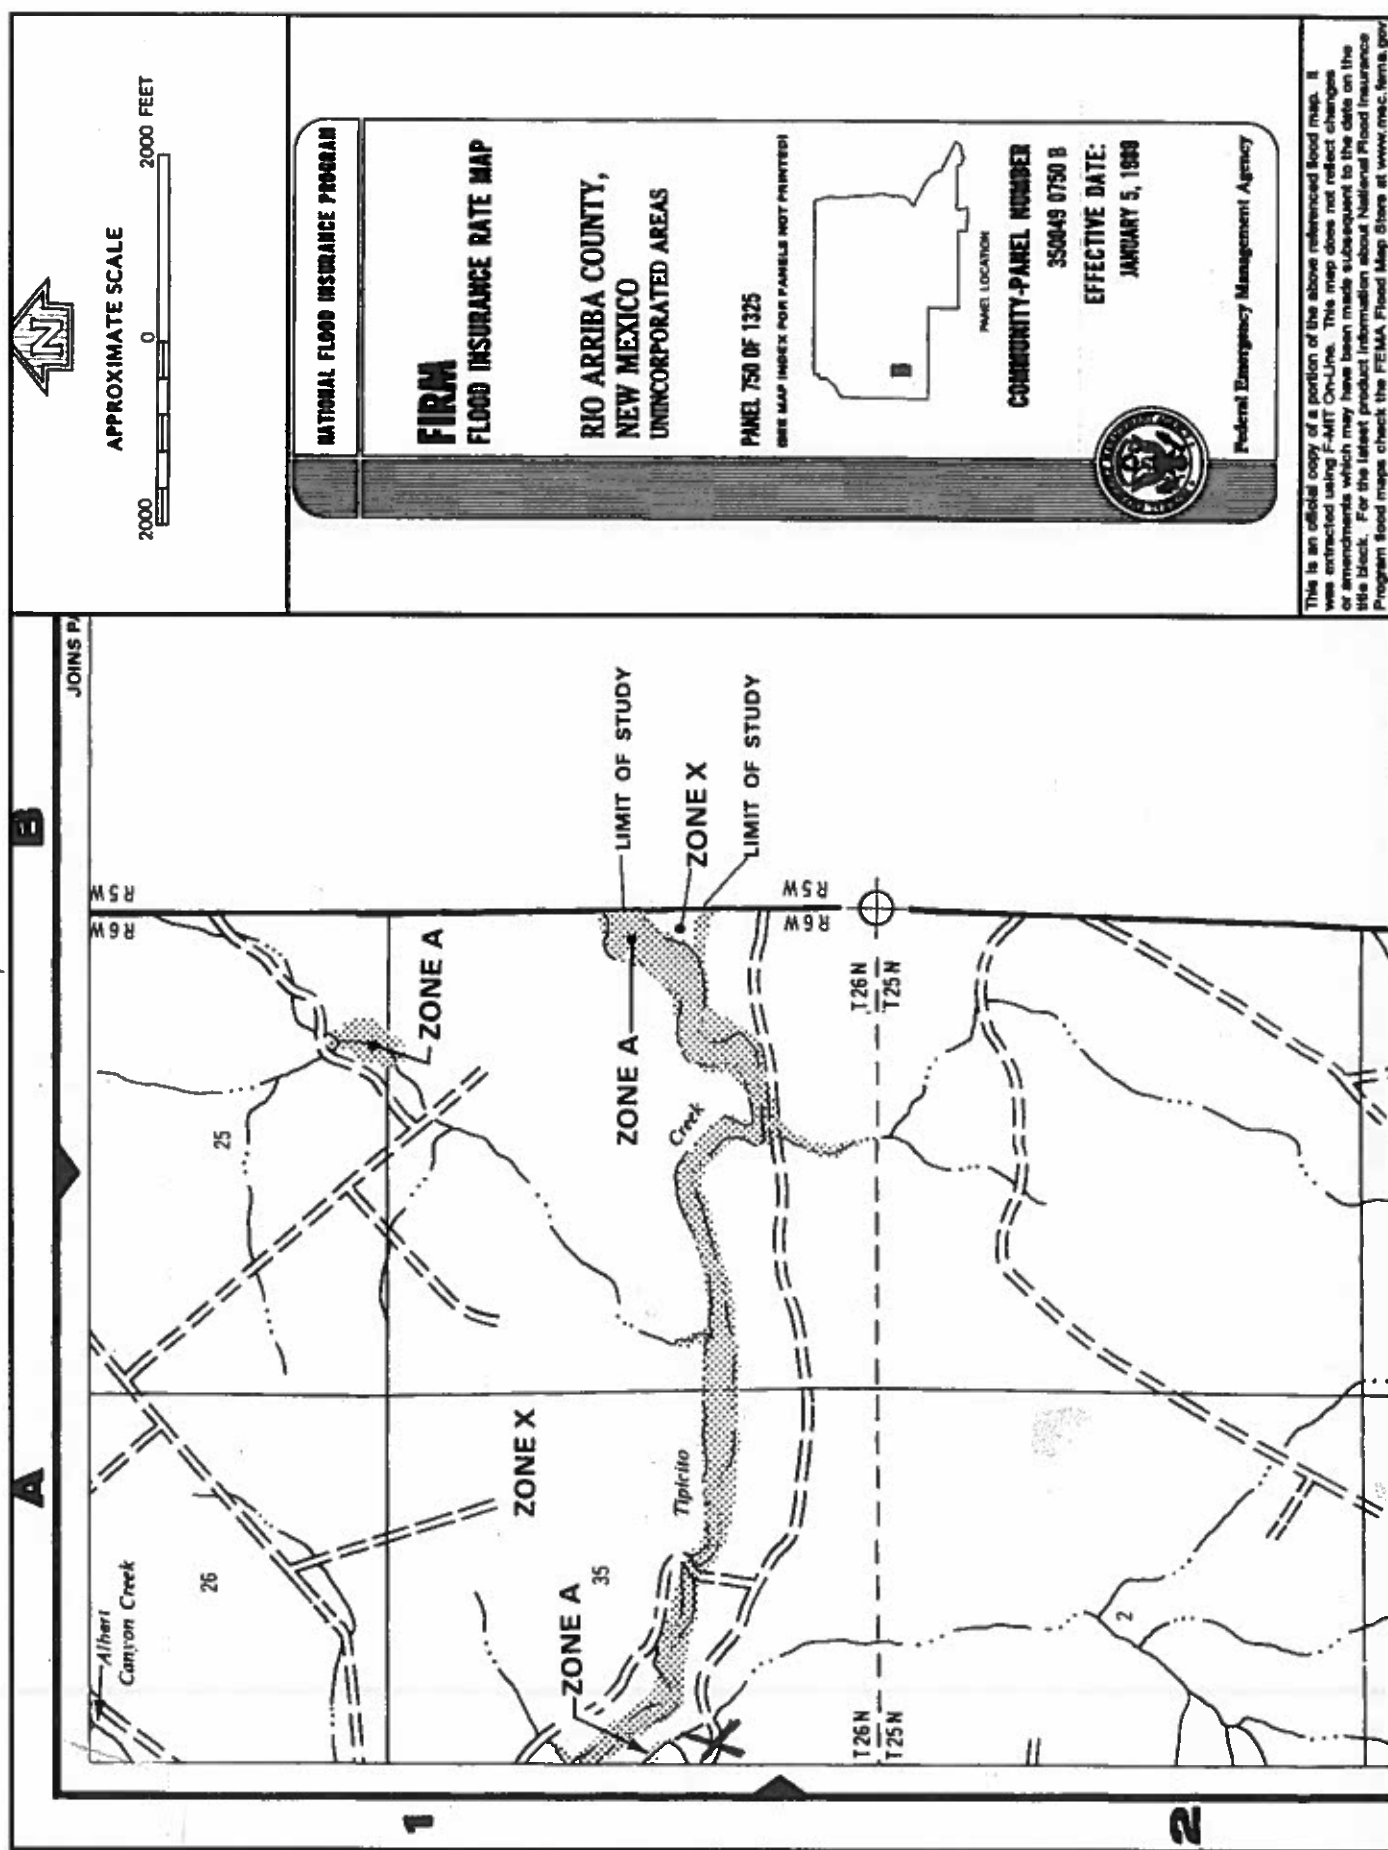 APPROXIMATE SCALE
2000 0 2000 FEET
N
NATIONAL FLOOD INSURANCE PROGRAM
FIRM
FLOOD INSURANCE RATE MAP
RIO ARRIBA COUNTY,
NEW MEXICO
UNINCORPORATED AREAS
PANEL 750 OF 1325
(SEE MAP INDEX FOR PANELS NOT PRINTED)
PANEL LOCATION
COMMUNITY-PANEL NUMBER
350049 0750 B
EFFECTIVE DATE:
JANUARY 5, 1989
Federal Emergency Management Agency
This is an official copy of a portion of the above referenced flood map. It
was extracted using F-MIT On-Line. This map does not reflect changes
or amendments which may have been made subsequent to the date on the
title block. For the latest product information about National Flood Insurance
Program flood maps check the FEMA Flood Map Store at www.msc.fema.gov
A
B
JOINS PA
1
2
R6W R5W
Albert
Canyon Creek
26
25
ZONE A
ZONE X
ZONE A
35
Tipicito
Creek
ZONE A
LIMIT OF STUDY
ZONE X
LIMIT OF STUDY
R6W R5W
T26N
T25N
T26N
T25N
2